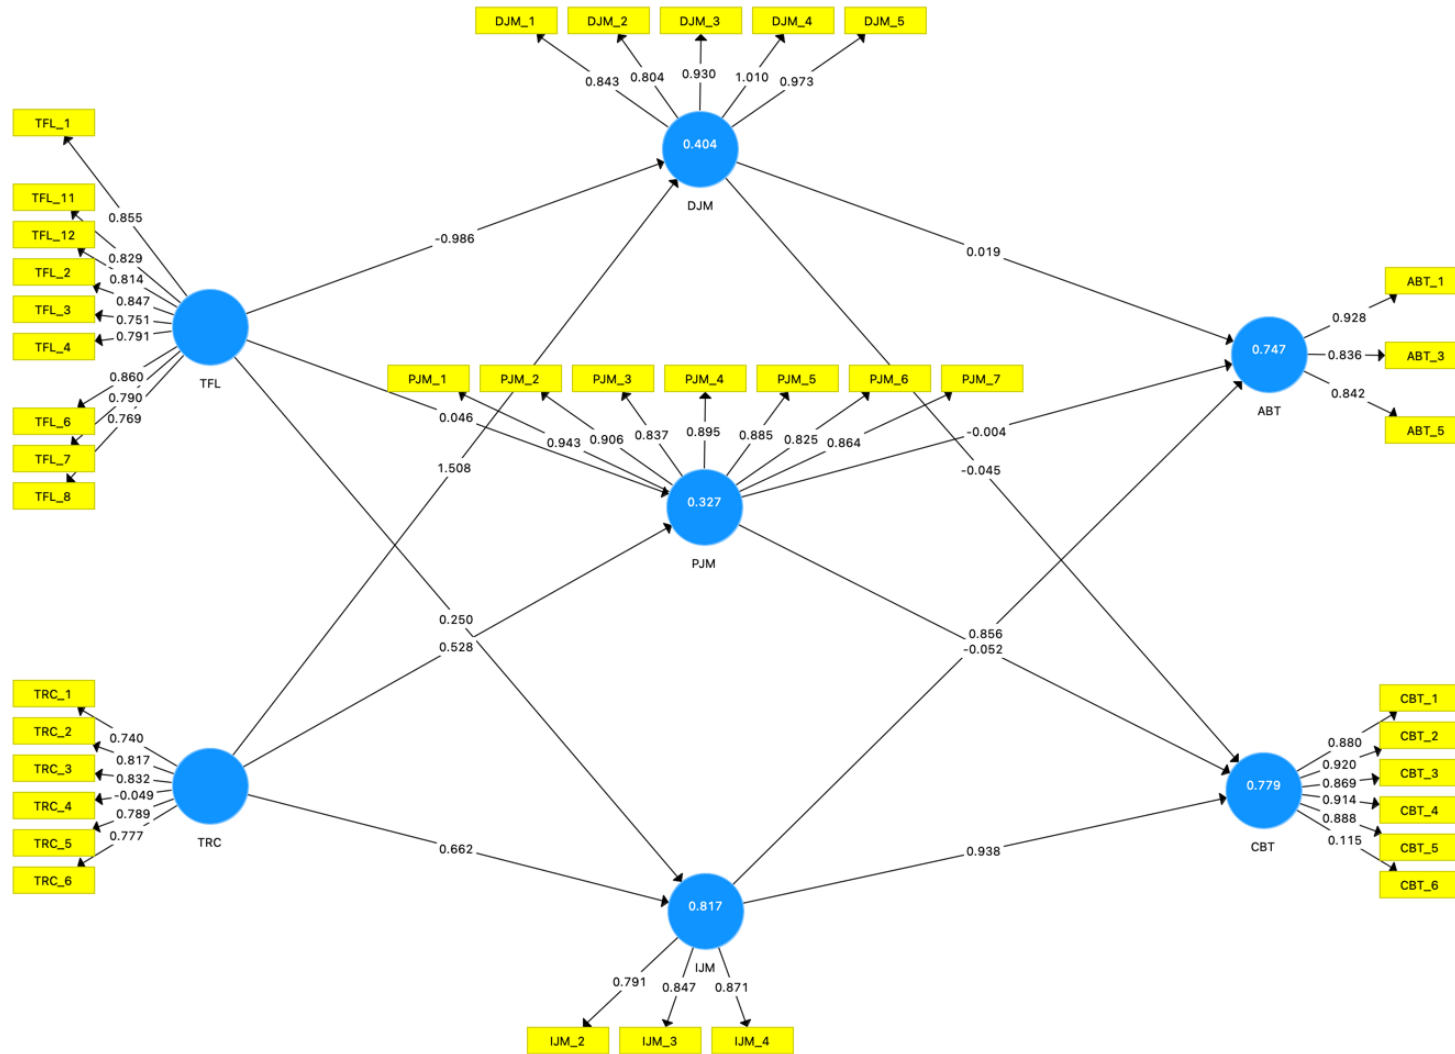 DJM_1 DJM_2 DJM_3 DJM_4 DJM_5
0.843 0.804 0.930 1.010 0.973
0.404
DJM
TFL_1
TFL_11
TFL_12
TFL_2
TFL_3
TFL_4
TFL_6
TFL_7
TFL_8
0.855
0.829
0.814
0.847
0.751
0.791
0.860
0.790
0.769
TFL
-0.986
0.046
1.508
0.250
0.528
0.662
PJM_1 PJM_2 PJM_3 PJM_4 PJM_5 PJM_6 PJM_7
0.943 0.906 0.837 0.895 0.885 0.825 0.864
0.327
PJM
0.019
-0.004
-0.045
0.856
-0.052
0.938
0.747
ABT
0.928
0.836
0.842
ABT_1
ABT_3
ABT_5
TRC_1
TRC_2
TRC_3
TRC_4
TRC_5
TRC_6
0.740
0.817
0.832
-0.049
0.789
0.777
TRC
0.817
IJM
0.791 0.847 0.871
IJM_2 IJM_3 IJM_4
0.779
CBT
0.880
0.920
0.869
0.914
0.888
0.115
CBT_1
CBT_2
CBT_3
CBT_4
CBT_5
CBT_6